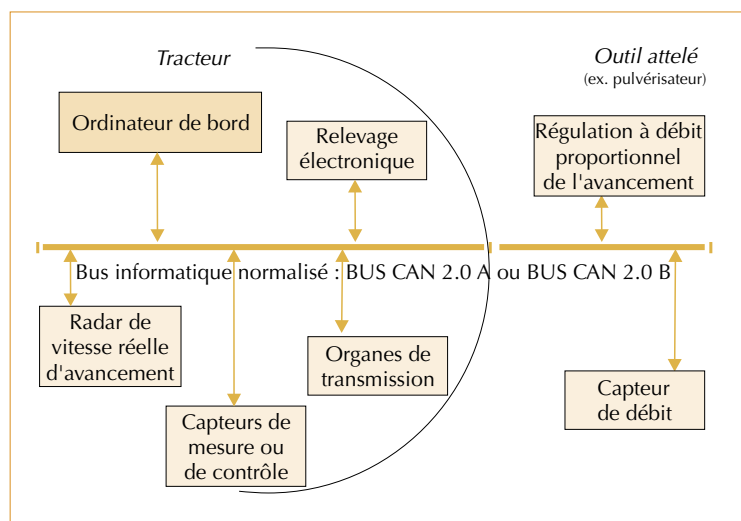 Tracteur
Outil attelé
(ex. pulvérisateur)
Ordinateur de bord
Relevage
électronique
Régulation à débit
proportionnel
de l'avancement
Bus informatique normalisé : BUS CAN 2.0 A ou BUS CAN 2.0 B
Radar de
vitesse réelle
d'avancement
Organes de
transmission
Capteurs de
mesure ou
de contrôle
Capteur
de débit